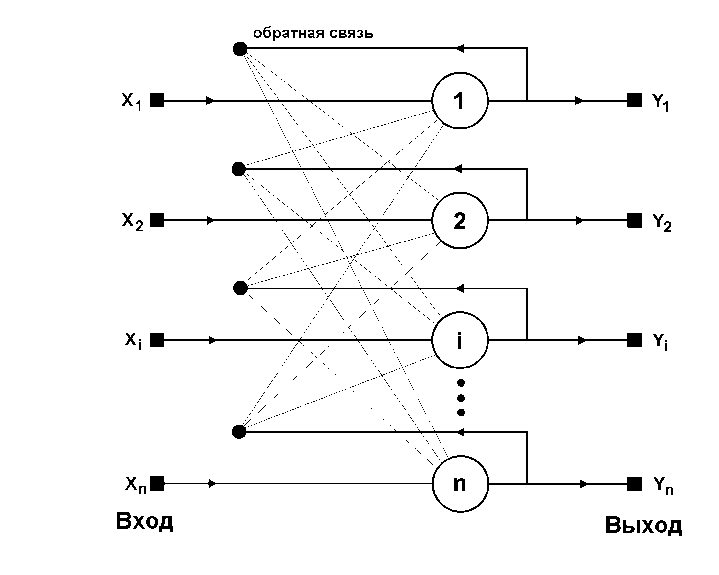 обратная связь
X1 1 Y1
X2 2 Y2
Xi i Yi
Xn n Yn
Вход Выход